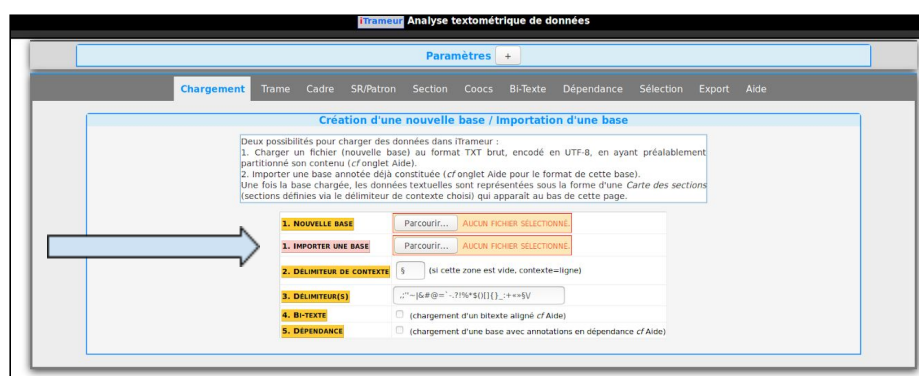 iTrameur Analyse textométrique de données
Paramètres +
Chargement Trame Cadre SR/Patron Section Coocs Bi-Texte Dépendance Sélection Export Aide
Création d'une nouvelle base / Importation d'une base
Deux possibilités pour charger des données dans iTrameur :
1. Charger un fichier (nouvelle base) au format TXT brut, encodé en UTF-8, en ayant préalablement
partitionné son contenu (cf onglet Aide).
2. Importer une base annotée déjà constituée (cf onglet Aide pour le format de cette base).
Une fois la base chargée, les données textuelles sont représentées sous la forme d'une Carte des sections
(sections définies via le délimiteur de contexte choisi) qui apparaît au bas de cette page.
1. NOUVELLE BASE Parcourir... AUCUN FICHIER SÉLECTIONNÉ.
1. IMPORTER UNE BASE Parcourir... AUCUN FICHIER SÉLECTIONNÉ.
2. DÉLIMITEUR DE CONTEXTE § (si cette zone est vide, contexte=ligne)
3. DÉLIMITEUR(S) .,:"~|&#@=`-.?!%*$()[]{}_:+«»§\/
4. BI-TEXTE (chargement d'un bitexte aligné cf Aide)
5. DÉPENDANCE (chargement d'une base avec annotations en dépendance cf Aide)